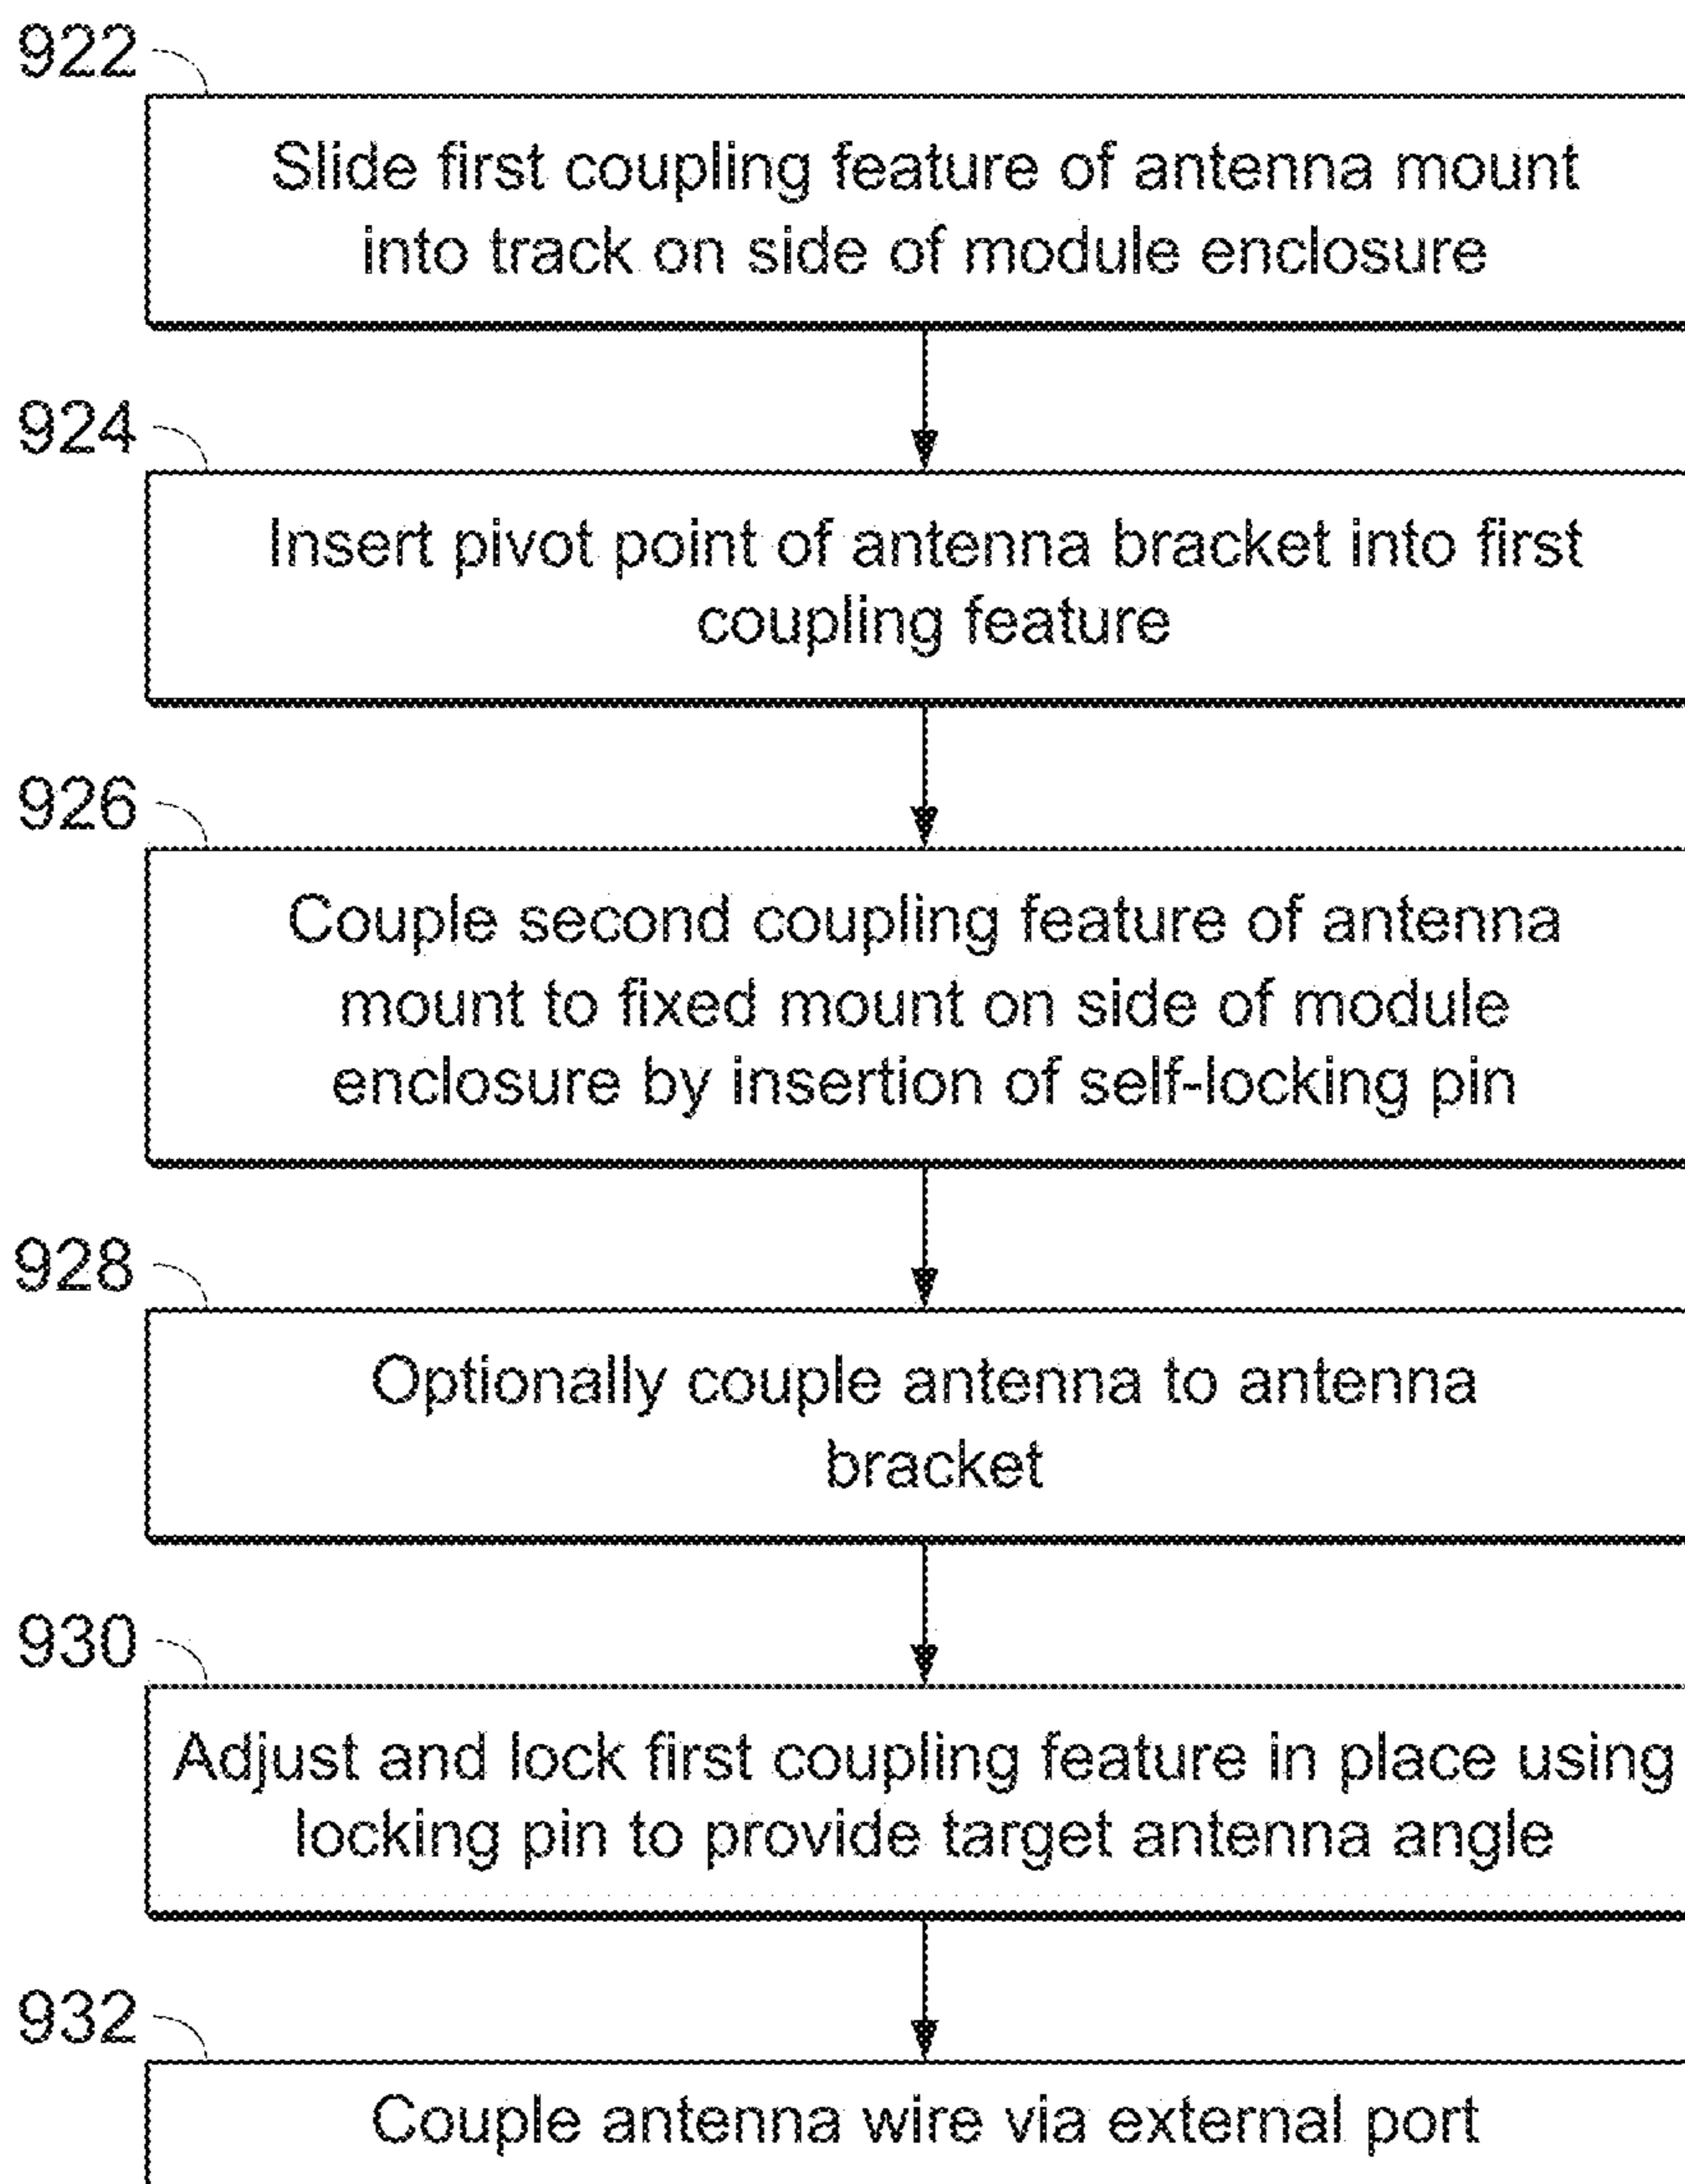 922
Slide first coupling feature of antenna mount
into track on side of module enclosure
924
Insert pivot point of antenna bracket into first
coupling feature
926
Couple second coupling feature of antenna
mount to fixed mount on side of module
enclosure by insertion of self-locking pin
928
Optionally couple antenna to antenna
bracket
930
Adjust and lock first coupling feature in place using
locking pin to provide target antenna angle
932
Couple antenna wire via external port